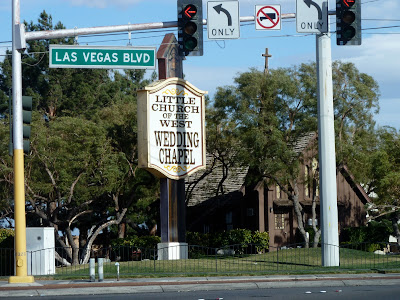 ONLY
ONLY
LAS VEGAS BLVD
LITTLE
CHURCH
OF THE
WEST
WEDDING
CHAPEL